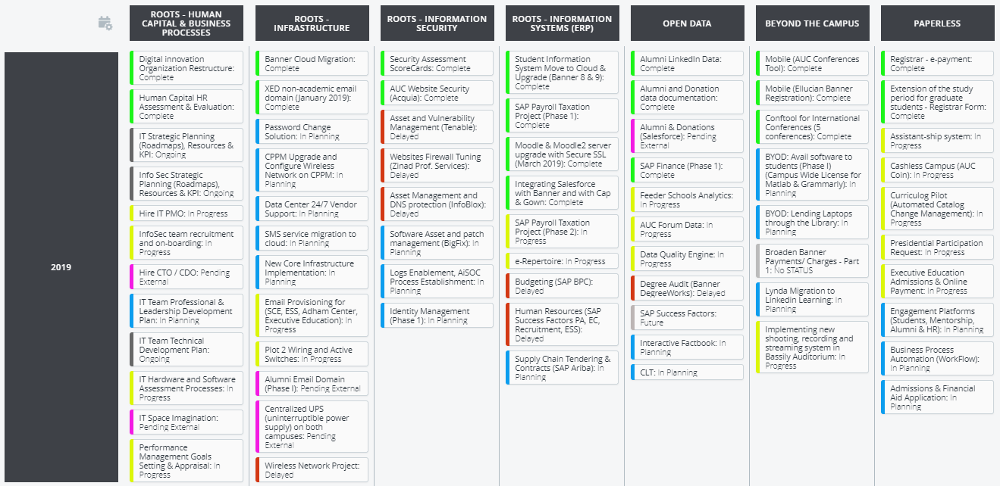 ROOTS - HUMAN
CAPITAL & BUSINESS
PROCESSES
ROOTS -
INFRASTRUCTURE
ROOTS - INFORMATION
SECURITY
ROOTS - INFORMATION
SYSTEMS (ERP)
OPEN DATA
BEYOND THE CAMPUS
PAPERLESS
2019
Digital innovation
Organization Restructure:
Complete
Human Capital HR
Assessment & Evaluation:
Complete
IT Strategic Planning
(Roadmaps), Resources &
KPI: Ongoing
Info Sec Strategic
Planning (Roadmaps),
Resources & KPI: Ongoing
Hire IT PMO: In Progress
InfoSec team recruitment
and on-boarding: In
Progress
Hire CTO / CDO: Pending
External
IT Team Professional &
Leadership Development
Plan: In Planning
IT Team Technical
Development Plan:
Ongoing
IT Hardware and Software
Assessment Processes: In
Progress
IT Space Imagination:
Pending External
Performance
Management Goals
Setting & Appraisal: In
Progress
Banner Cloud Migration:
Complete
XED non-academic email
domain (January 2019):
Complete
Password Change
Solution: In Planning
CPPM Upgrade and
Configure Wireless
Network on CPPM: In
Planning
Data Center 24/7 Vendor
Support: In Planning
SMS service migration to
cloud: In Planning
New Core Infrastructure
Implementation: In
Planning
Email Provisioning for
(SCE, ESS, Adham Center,
Executive Education): In
Progress
Plot 2 Wiring and Active
Switches: In Progress
Alumni Email Domain
(Phase I): Pending External
Centralized UPS
(uninterruptible power
supply) on both
campuses: Pending
External
Wireless Network Project:
Delayed
Security Assessment
ScoreCards: Complete
AUC Website Security
(Acquia): Complete
Asset and Vulnerability
Management (Tenable):
Delayed
Websites Firewall Tuning
(Zinad Prof. Services):
Delayed
Asset Management and
DNS protection (InfoBlox):
Delayed
Software Asset and patch
management (BigFix): In
Planning
Logs Enablement, AiSOC
Process Establishment: In
Planning
Identity Management
(Phase 1): In Planning
Student Information
System Move to Cloud &
Upgrade (Banner 8 & 9):
Complete
SAP Payroll Taxation
Project (Phase 1):
Complete
Moodle & Moodle2 server
upgrade with Secure SSL
(March 2019): Complete
Integrating Salesforce
with Banner and with Cap
& Gown: Complete
SAP Payroll Taxation
Project (Phase 2): In
Progress
e-Repertoire: In Progress
Budgeting (SAP BPC):
Delayed
Human Resources (SAP
Success Factors PA, EC,
Recruitment, ESS):
Delayed
Supply Chain Tendering &
Contracts (SAP Ariba): In
Planning
Alumni LinkedIn Data:
Complete
Alumni and Donation
data documentation:
Complete
Alumni & Donations
(Salesforce): Pending
External
SAP Finance (Phase 1):
Complete
Feeder Schools Analytics:
In Progress
AUC Forum Data: In
Progress
Data Quality Engine: In
Progress
Degree Audit (Banner
DegreeWorks): Delayed
SAP Success Factors:
Future
Interactive Factbook: In
Planning
CLT: In Planning
Mobile (AUC Conferences
Tool): Complete
Mobile (Ellucian Banner
Registration): Complete
Conftool for International
Conferences (5
conferences): Complete
BYOD: Avail software to
students (Phase I)
(Campus Wide License for
Matlab & Grammarly): In
Planning
BYOD: Lending Laptops
through the Library: In
Planning
Broaden Banner
Payments/ Charges - Part
1: No STATUS
Lynda Migration to
Linkedin Learning: In
Planning
Implementing new
shooting, recording and
streaming system in
Bassily Auditorium: In
Progress
Registrar - e-payment:
Complete
Extension of the study
period for graduate
students - Registrar Form:
Complete
Assistant-ship system: In
Progress
Cashless Campus (AUC
Coin): In Progress
Curriculog Pilot
(Automated Catalog
Change Management): In
Progress
Presidential Participation
Request: In Progress
Executive Education
Admissions & Online
Payment: In Progress
Engagement Platforms
(Students, Mentorship,
Alumni & HR): In Planning
Business Process
Automation (WorkFlow):
In Planning
Admissions & Financial
Aid Application: In
Planning